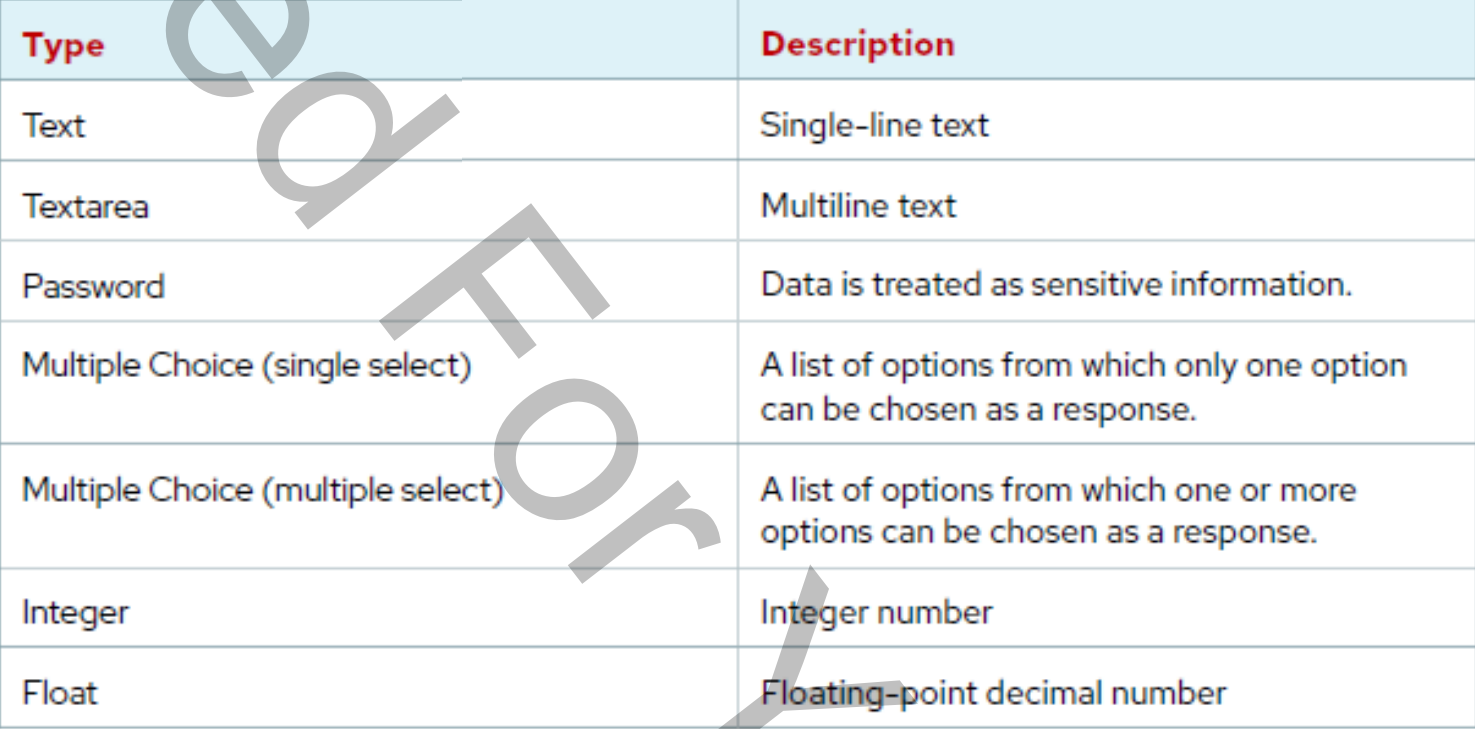 Type Description
Text Single-line text
Textarea Multiline text
Password Data is treated as sensitive information.
Multiple Choice (single select) A list of options from which only one option
can be chosen as a response.
Multiple Choice (multiple select) A list of options from which one or more
options can be chosen as a response.
Integer Integer number
Float Floating-point decimal number
ed For Y